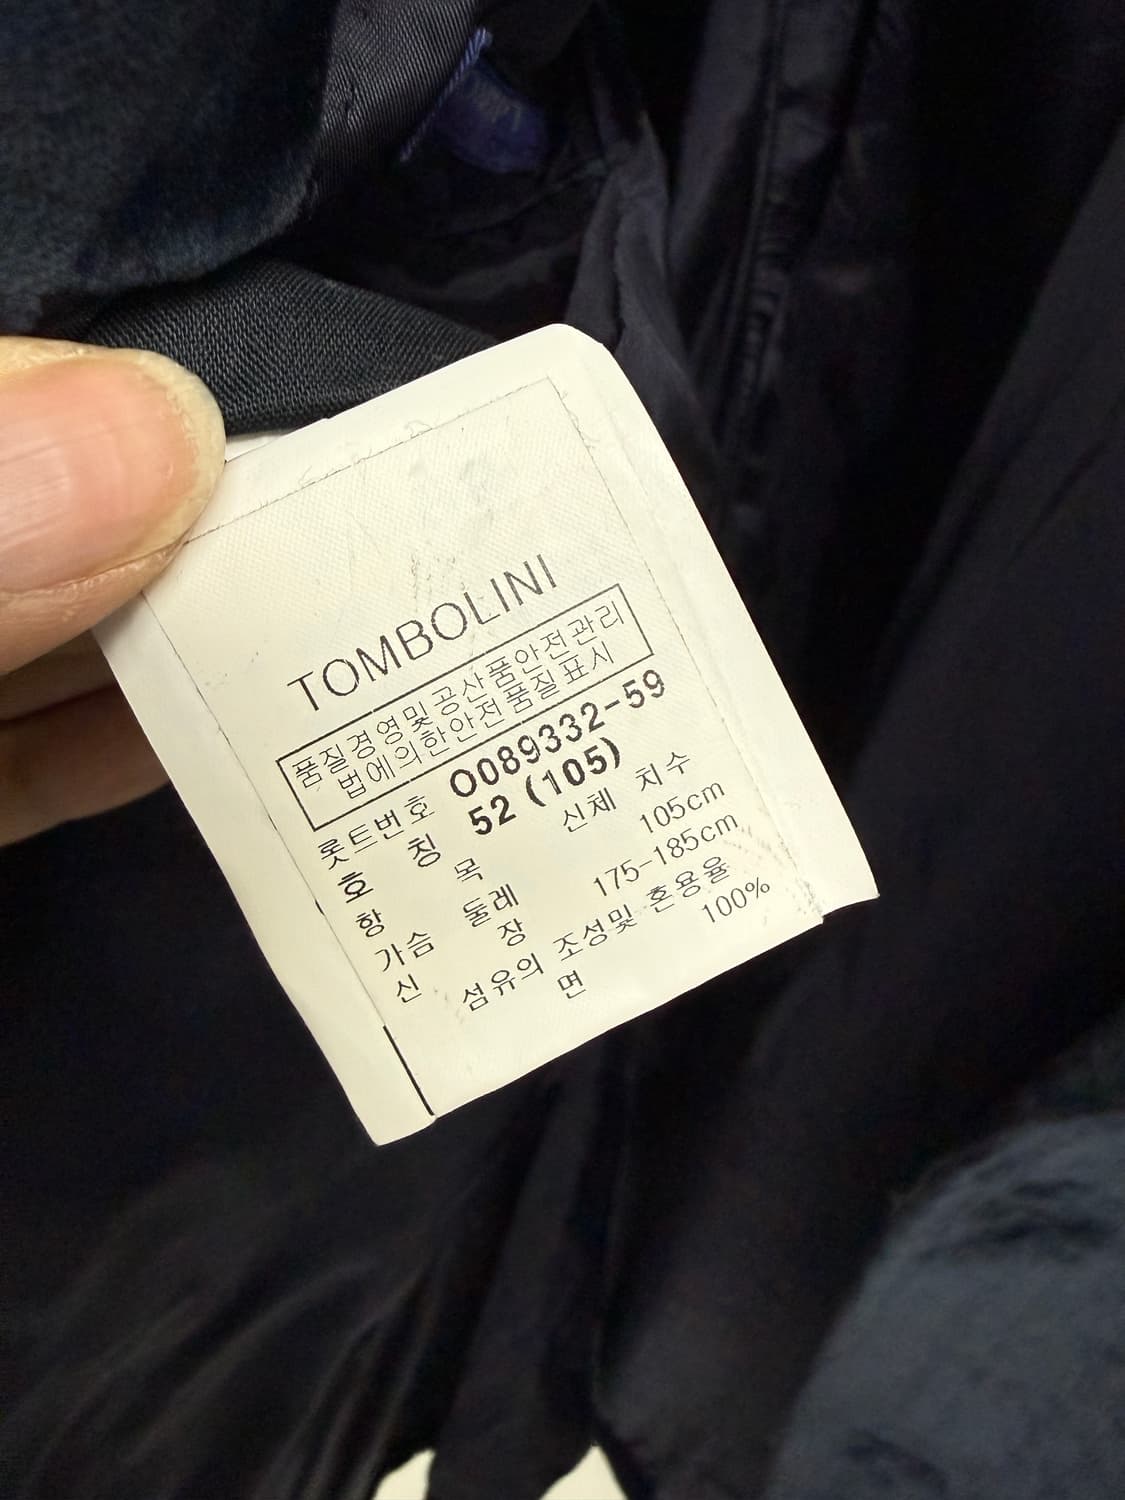 TOMBOLINI
품질경영및공산품안전관리
법에의한안전품질표시
롯트번호 O089332-59
호 칭 52 (105)
항 목 신체 치수
가슴 둘레 105cm
신 장 175-185cm
섬유의 조성및 혼용율
면 100%